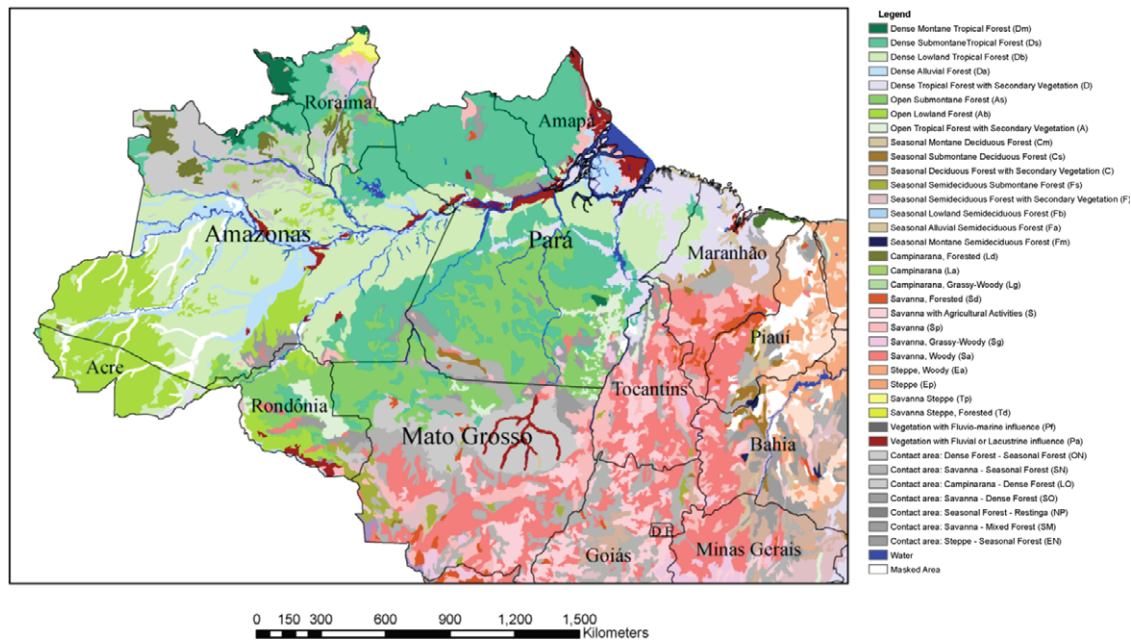 Legend
Dense Montane Tropical Forest (Dm)
Dense SubmontaneTropical Forest (Ds)
Dense Lowland Tropical Forest (Db)
Dense Alluvial Forest (Da)
Dense Tropical Forest with Secondary Vegetation (D)
Open Submontane Forest (As)
Open Lowland Forest (Ab)
Open Tropical Forest with Secondary Vegetation (A)
Seasonal Montane Deciduous Forest (Cm)
Seasonal Submontane Deciduous Forest (Cs)
Seasonal Deciduous Forest with Secondary Vegetation (C)
Seasonal Semideciduous Submontane Forest (Fs)
Seasonal Semideciduous Forest with Secondary Vegetation (F)
Seasonal Lowland Semideciduous Forest (Fb)
Seasonal Alluvial Semideciduous Forest (Fa)
Seasonal Montane Semideciduous Forest (Fm)
Campinarana, Forested (Ld)
Campinarana (La)
Campinarana, Grassy-Woody (Lg)
Savanna, Forested (Sd)
Savanna with Agricultural Activities (S)
Savanna (Sp)
Savanna, Grassy-Woody (Sg)
Savanna, Woody (Sa)
Steppe, Woody (Ea)
Steppe (Ep)
Savanna Steppe (Tp)
Savanna Steppe, Forested (Td)
Vegetation with Fluvio-marine influence (Pf)
Vegetation with Fluvial or Lacustrine influence (Pa)
Contact area: Dense Forest - Seasonal Forest (ON)
Contact area: Savanna - Seasonal Forest (SN)
Contact area: Campinarana - Dense Forest (LO)
Contact area: Savanna - Dense Forest (SO)
Contact area: Seasonal Forest - Restinga (NP)
Contact area: Savanna - Mixed Forest (SM)
Contact area: Steppe - Seasonal Forest (EN)
Water
Masked Area
Roraima
Amapá
Amazonas
Pará
Maranhão
Piauí
Acre
Tocantins
Rondônia
Mato Grosso
Bahia
D F
Goiás
Minas Gerais
0 150 300 600 900 1,200 1,500
Kilometers